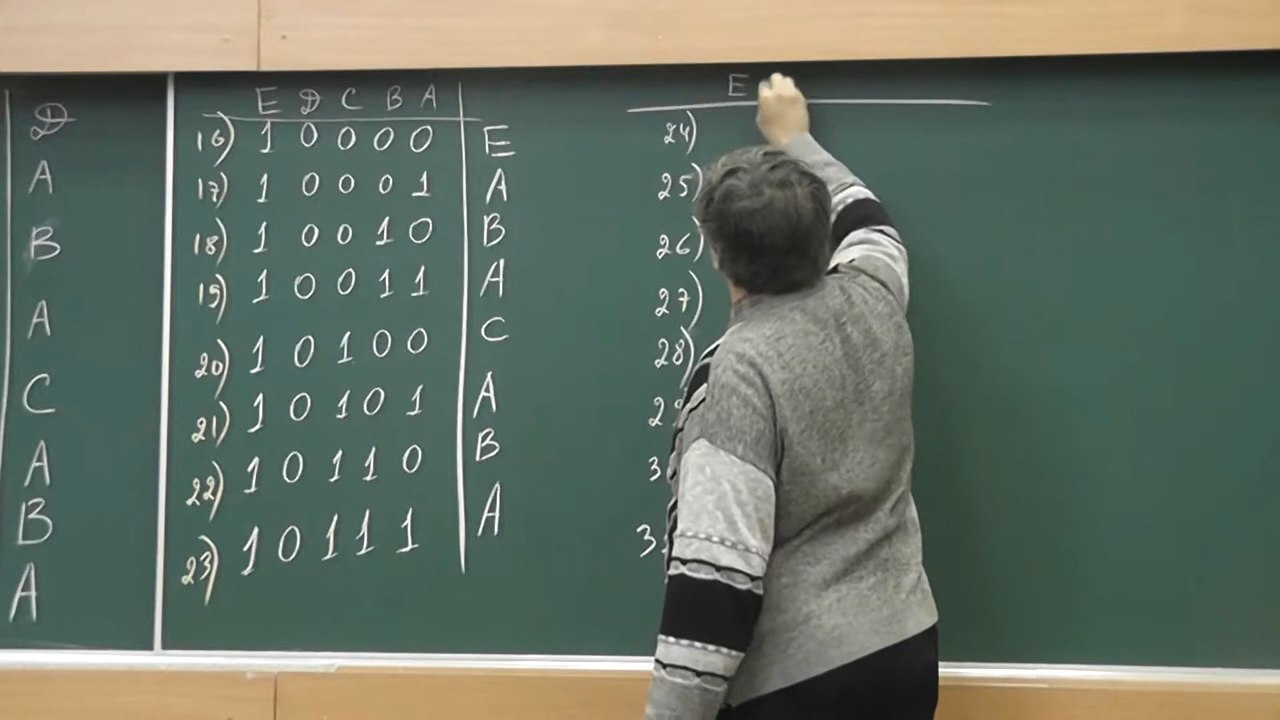 D
A
B
A
C
A
B
A
E D C B A
16) 1 0 0 0 0 E
17) 1 0 0 0 1 A
18) 1 0 0 1 0 B
19) 1 0 0 1 1 A
20) 1 0 1 0 0 C
21) 1 0 1 0 1 A
22) 1 0 1 1 0 B
23) 1 0 1 1 1 A
E
24)
25)
26)
27)
28)